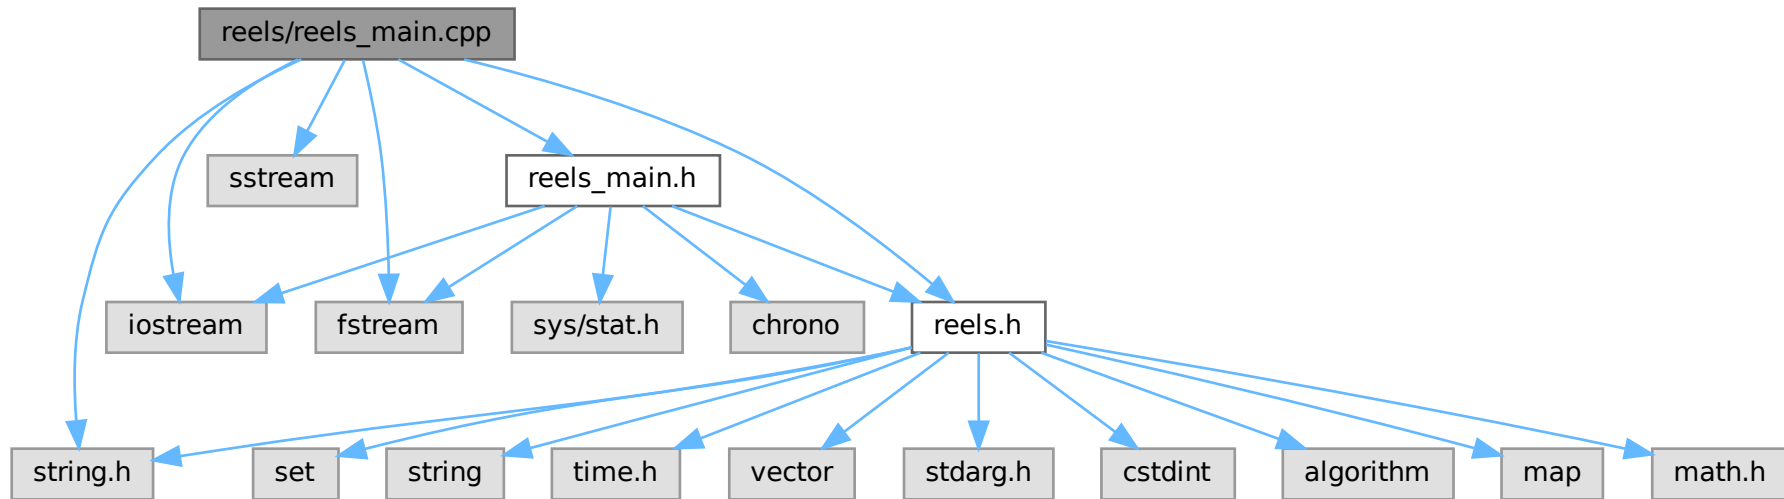 reels/reels_main.cpp
sstream
reels_main.h
iostream
fstream
sys/stat.h
chrono
reels.h
string.h
set
string
time.h
vector
stdarg.h
cstdint
algorithm
map
math.h